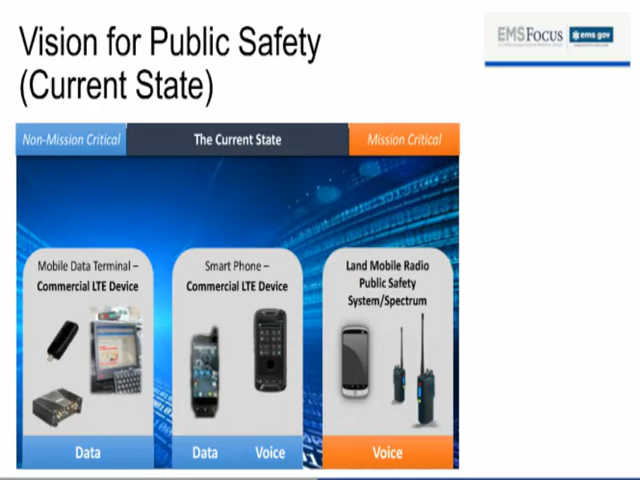 Vision for Public Safety
(Current State)
EMSFocus
ems.gov
Non-Mission Critical
The Current State
Mission Critical
Mobile Data Terminal –
Commercial LTE Device
Smart Phone –
Commercial LTE Device
Land Mobile Radio
Public Safety
System/Spectrum
Data
Data
Voice
Voice